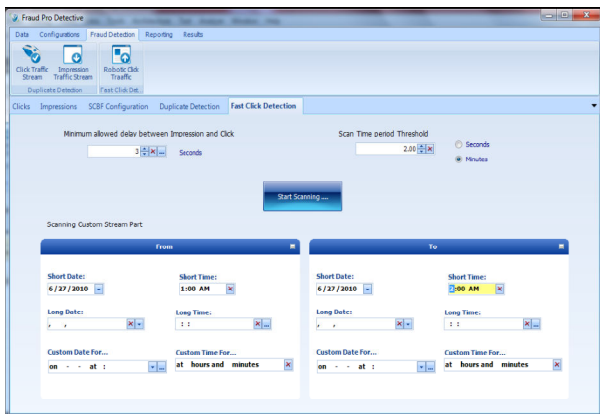 Fraud Pro Detective
Data Configurations Fraud Detection Reporting Results
Click Traffic Stream Impression Traffic Stream Robotic Click Traaffic
Duplicate Detection Fast Click Det...
Clicks Impressions SCBF Configuration Duplicate Detection Fast Click Detection
Minimum allowed delay between Impression and Click Scan Time period Threshold
3 Seconds 2.00 Seconds
Minutes
Start Scanning ....
Scanning Custom Stream Part
From To
Short Date: Short Time: Short Date: Short Time:
6/27/2010 1:00 AM 6/27/2010 :00 AM
Long Date: Long Time: Long Date: Long Time:
, , : : , , : :
Custom Date For... Custom Time For... Custom Date For... Custom Time For...
on - - at : at hours and minutes on - - at : at hours and minutes